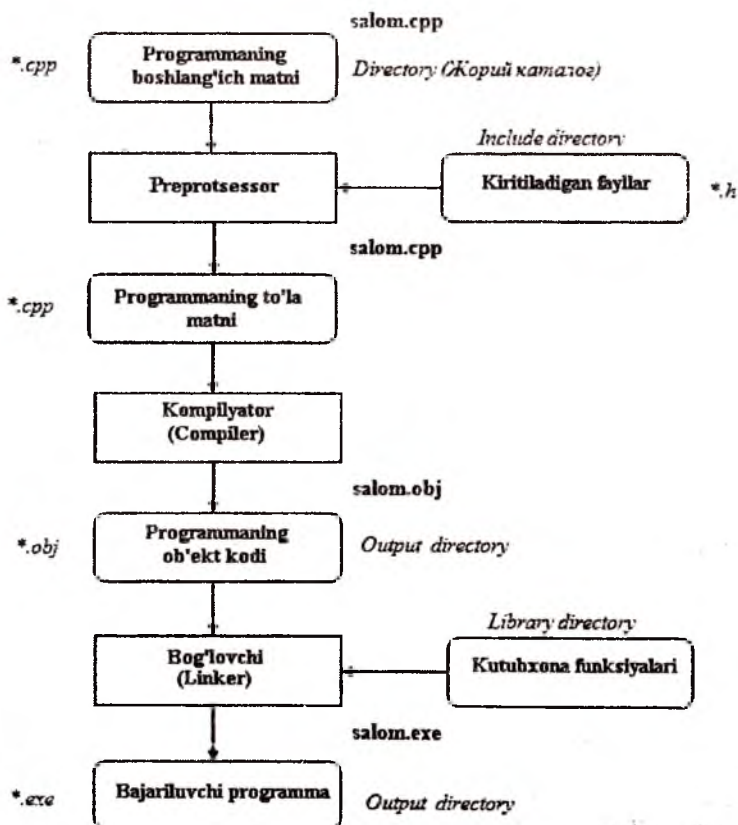 salom.cpp
*.cpp
Programmaning
boshlang'ich matni
Directory (Жорий каталог)
Include directory
Preprotsessor
Kiritiladigan fayllar
*.h
salom.cpp
*.cpp
Programmaning to'la
matni
Kompilyator
(Compiler)
salom.obj
*.obj
Programmaning
ob'ekt kodi
Output directory
Library directory
Bog'lovchi
(Linker)
Kutubxona funksiyalari
salom.exe
*.exe
Bajariluvchi programma
Output directory